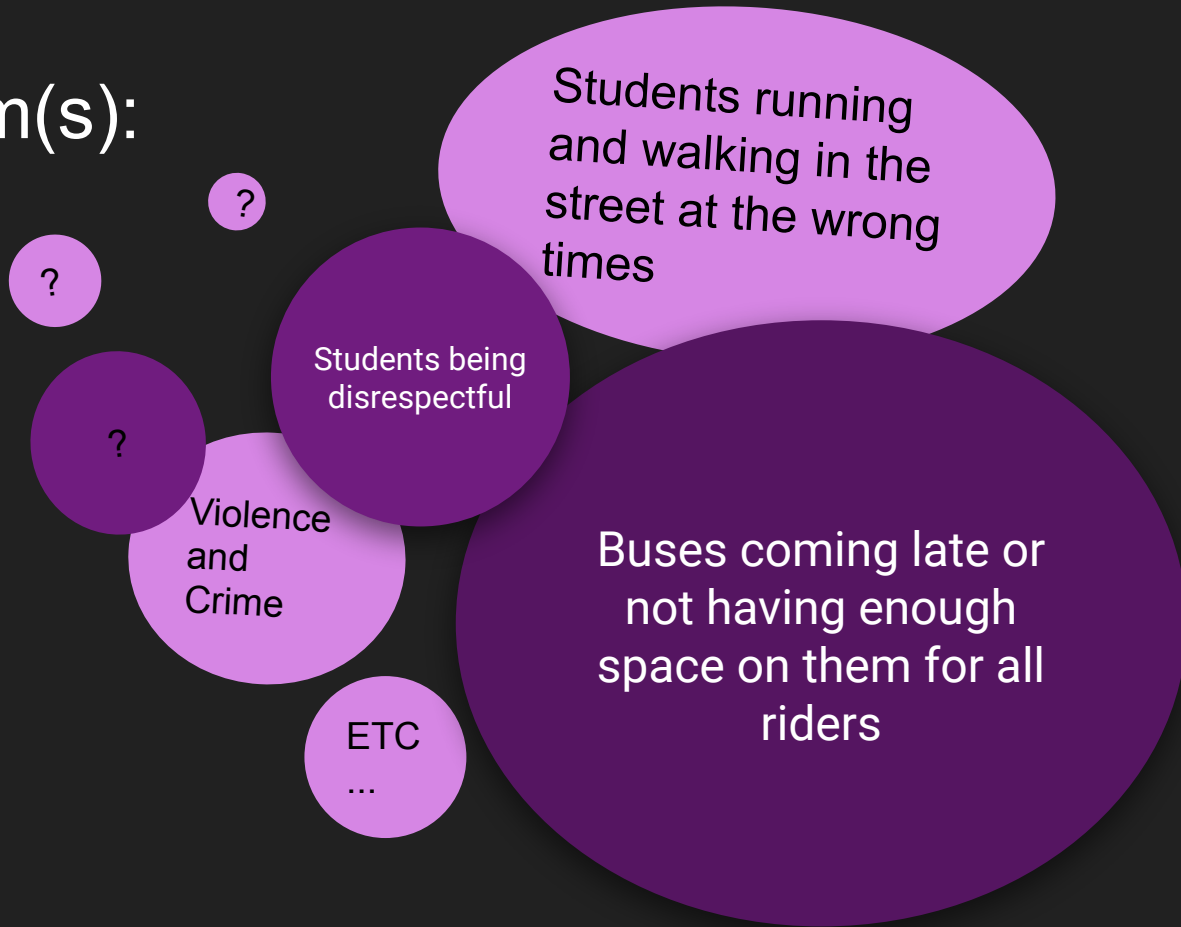 m(s):
Students running
and walking in the
street at the wrong
times
?
?
Students being
disrespectful
?
Violence
and
Crime
Buses coming late or
not having enough
space on them for all
riders
ETC
...